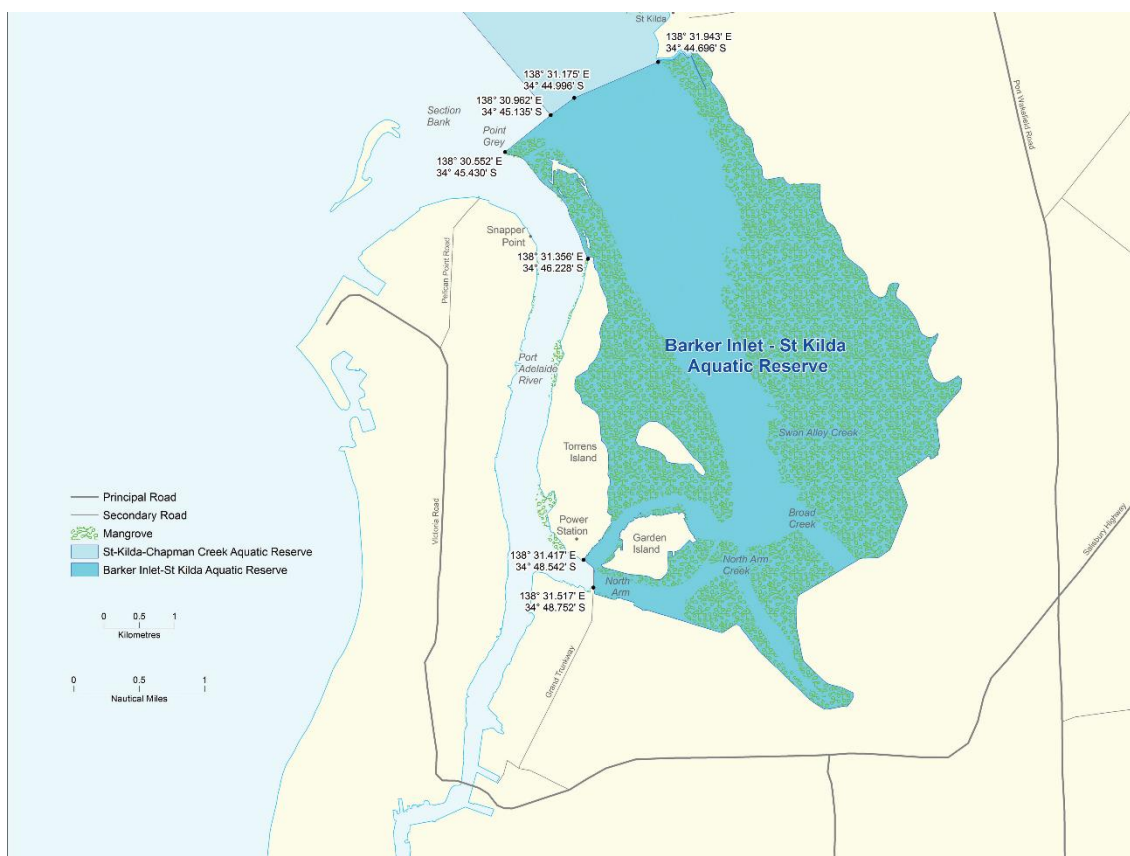 St Kilda
138° 31.943' E
34° 44.696' S
138° 31.175' E
34° 44.996' S
138° 30.962' E
34° 45.135' S
Section
Bank
Point
Grey
138° 30.552' E
34° 45.430' S
Port Wakefield Road
Pelican Point Road
Snapper
Point
138° 31.356' E
34° 46.228' S
Barker Inlet - St Kilda
Aquatic Reserve
Port
Adelaide
River
Swan Alley Creek
Torrens
Island
Principal Road
Secondary Road
Mangrove
St-Kilda-Chapman Creek Aquatic Reserve
Barker Inlet-St Kilda Aquatic Reserve
Victoria Road
Power
Station
Broad
Creek
Garden
Island
Salisbury Highway
138° 31.417' E
34° 48.542' S
North Arm
Creek
North
Arm
138° 31.517' E
34° 48.752' S
0 0.5 1
Kilometres
Grand Trunkway
0 0.5 1
Nautical Miles